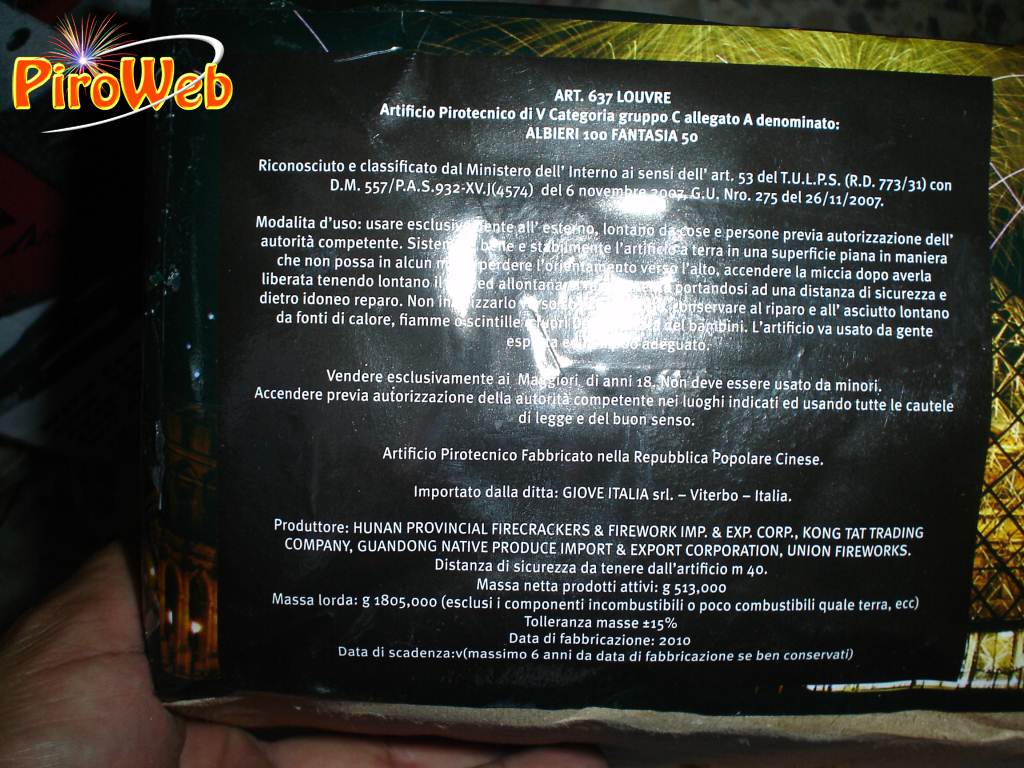 PiroWeb
ART. 637 LOUVRE
Artificio Pirotecnico di V Categoria gruppo C allegato A denominato:
ALBIERI 100 FANTASIA 50
Riconosciuto e classificato dal Ministero dell' Interno ai sensi dell' art. 53 del T.U.L.P.S. (R.D. 773/31) con
D.M. 557/P.A.S.932-XV.J(4574) del 6 novembre 2007, G.U. Nro. 275 del 26/11/2007.
Modalita d'uso: usare all' esterno, lontano da cose e persone previa autorizzazione dell'
autorità competente. bene e stabilmente l'artificio a terra in una superficie piana in maniera
che non possa in alcun perdere l'orientamento verso l'alto, accendere la miccia dopo averla
liberata tenendo lontano il ed portandosi ad una distanza di sicurezza e
dietro idoneo reparo. Non conservare al riparo e all' asciutto lontano
da fonti di calore, fiamme o scintille dei bambini. L'artificio va usato da gente
adeguato.
Vendere esclusivamente ai Maggiori di anni 18. Non deve essere usato da minori.
Accendere previa autorizzazione della autorità competente nei luoghi indicati ed usando tutte le cautele
di legge e del buon senso.
Artificio Pirotecnico Fabbricato nella Repubblica Popolare Cinese.
Importato dalla ditta: GIOVE ITALIA srl. – Viterbo – Italia.
Produttore: HUNAN PROVINCIAL FIRECRACKERS & FIREWORK IMP. & EXP. CORP., KONG TAT TRADING
COMPANY, GUANDONG NATIVE PRODUCE IMPORT & EXPORT CORPORATION, UNION FIREWORKS.
Distanza di sicurezza da tenere dall'artificio m 40.
Massa netta prodotti attivi: g 513,000
Massa lorda: g 1805,000 (esclusi i componenti incombustibili o poco combustibili quale terra, ecc)
Tolleranza masse ±15%
Data di fabbricazione: 2010
Data di scadenza:v(massimo 6 anni da data di fabbricazione se ben conservati)